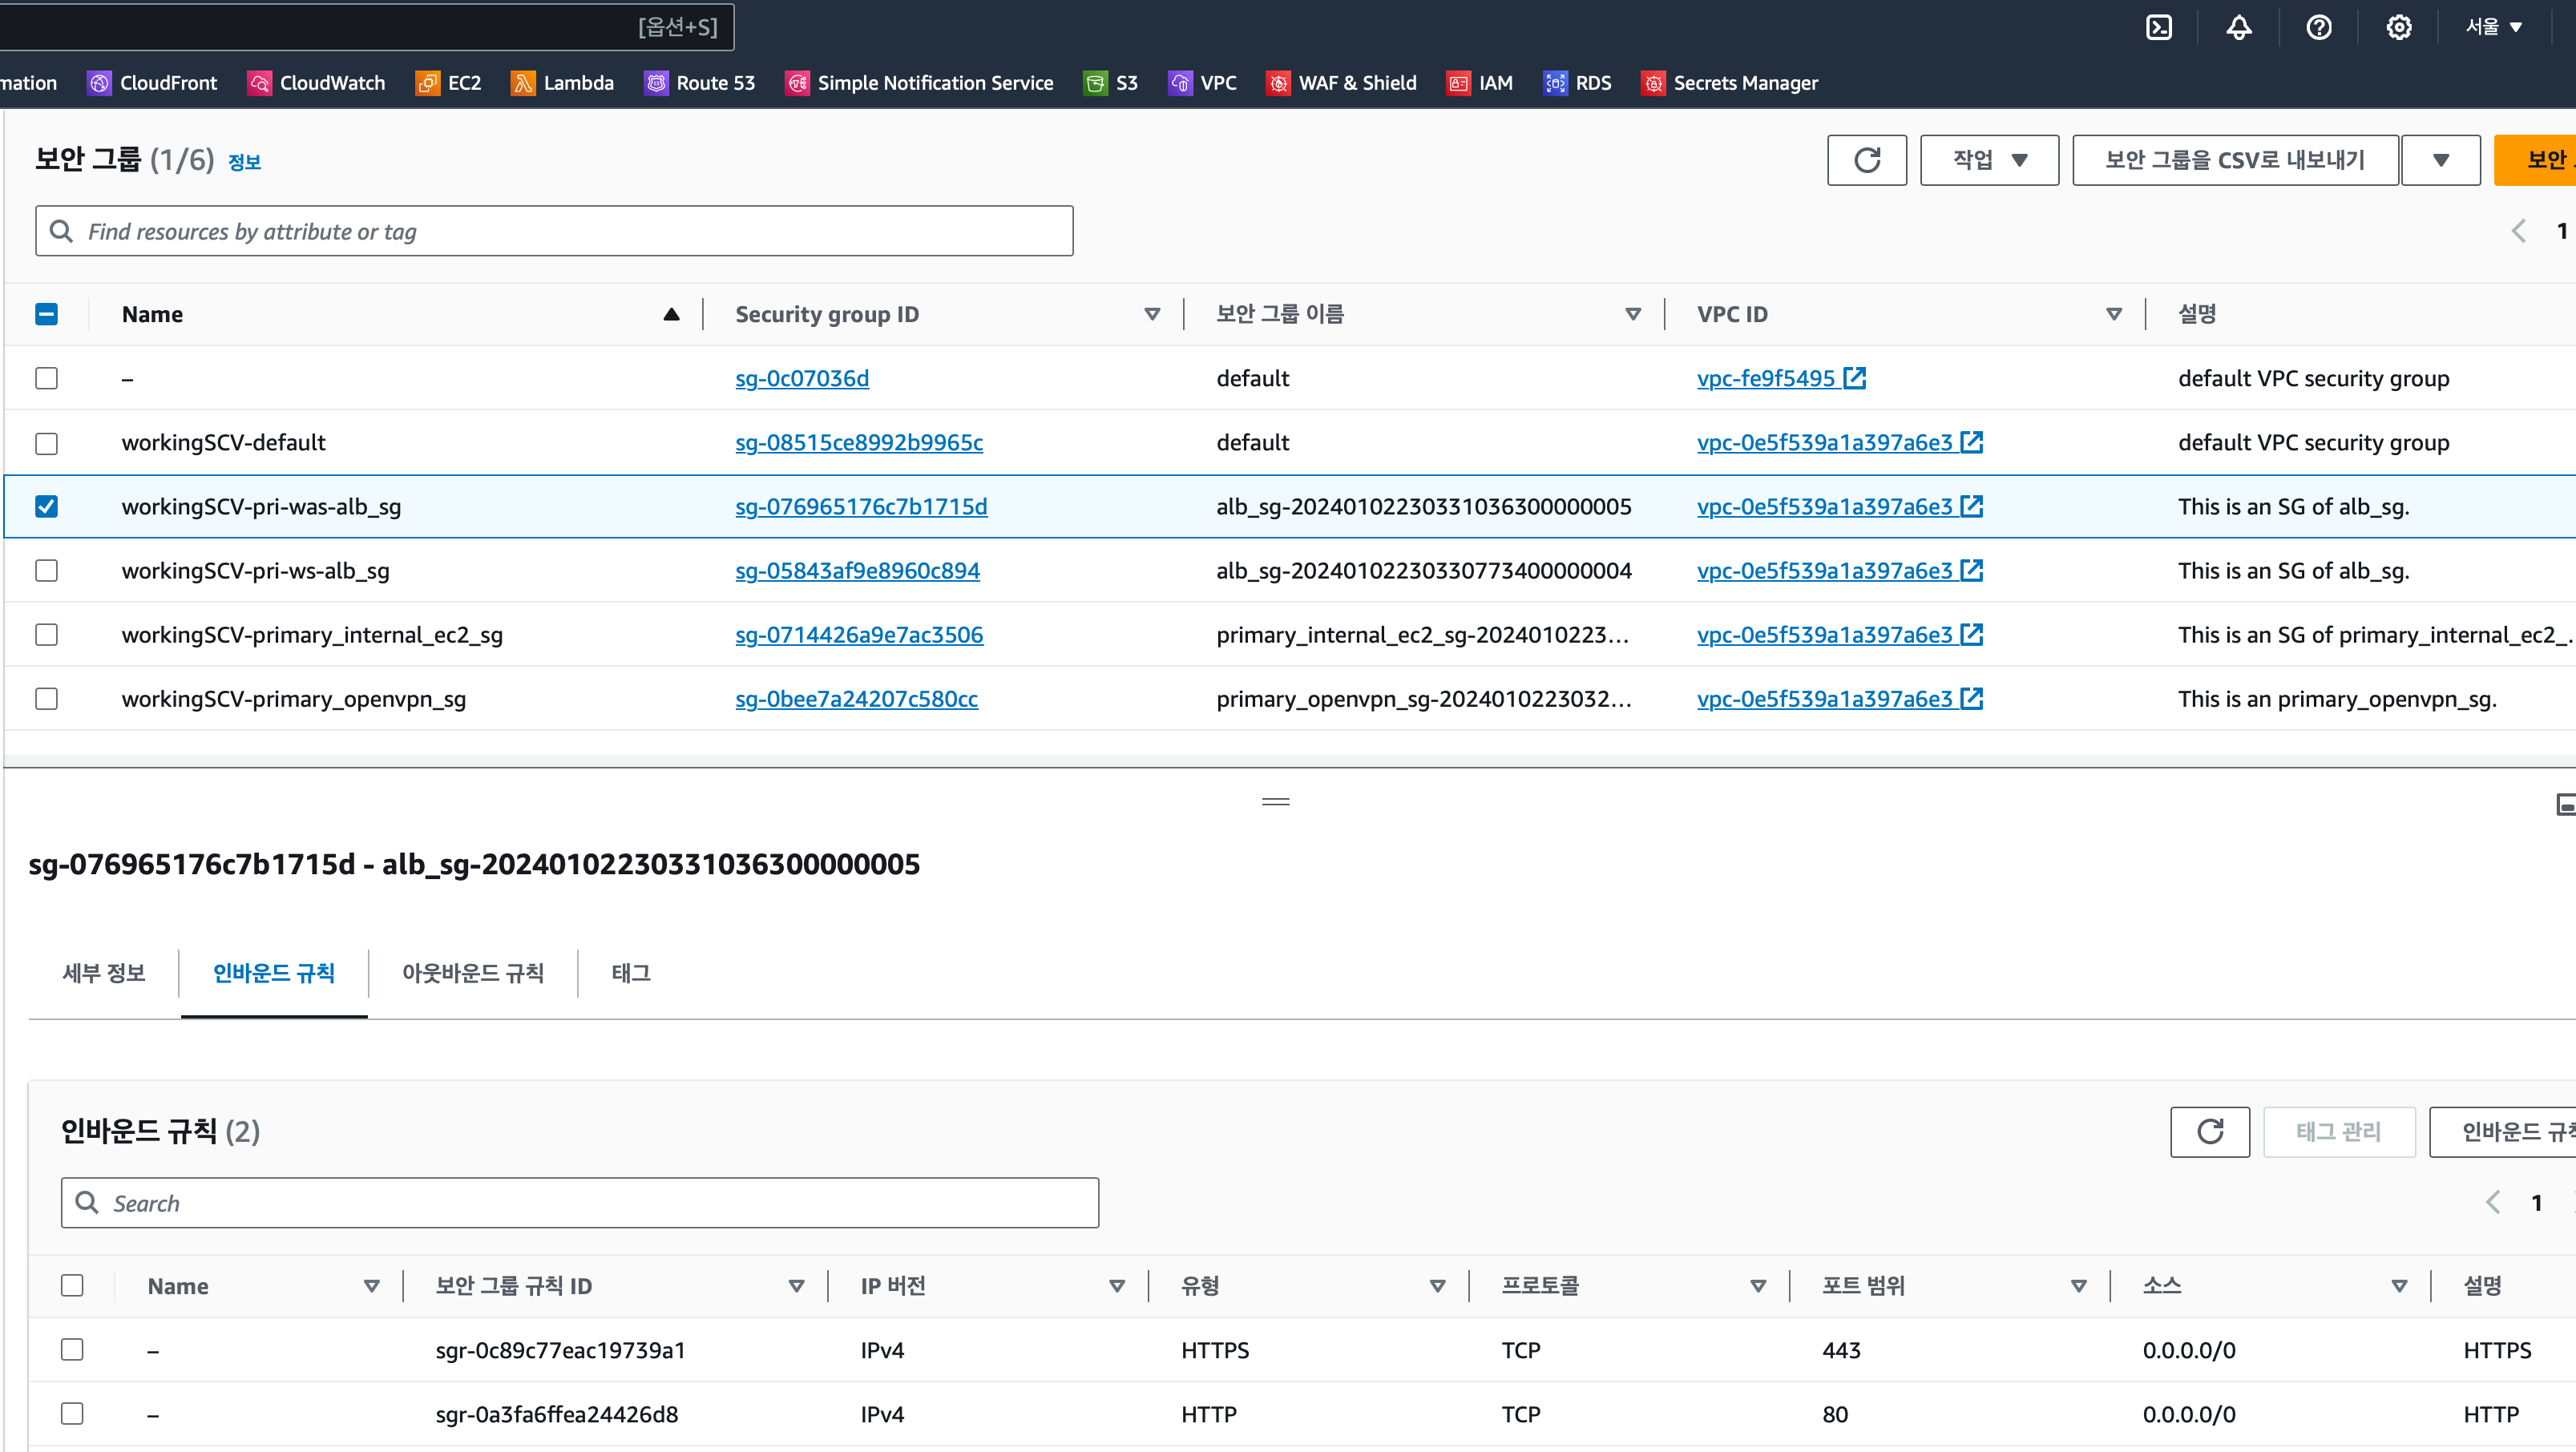 [옵션+S]
서울
mation CloudFront CloudWatch EC2 Lambda Route 53 Simple Notification Service S3 VPC WAF & Shield IAM RDS Secrets Manager
보안 그룹 (1/6) 정보
작업 보안 그룹을 CSV로 내보내기 보안
Find resources by attribute or tag
1
Name Security group ID 보안 그룹 이름 VPC ID 설명
– sg-0c07036d default vpc-fe9f5495 default VPC security group
workingSCV-default sg-08515ce8992b9965c default vpc-0e5f539a1a397a6e3 default VPC security group
workingSCV-pri-was-alb_sg sg-076965176c7b1715d alb_sg-20240102230331036300000005 vpc-0e5f539a1a397a6e3 This is an SG of alb_sg.
workingSCV-pri-ws-alb_sg sg-05843af9e8960c894 alb_sg-20240102230330773400000004 vpc-0e5f539a1a397a6e3 This is an SG of alb_sg.
workingSCV-primary_internal_ec2_sg sg-0714426a9e7ac3506 primary_internal_ec2_sg-2024010223... vpc-0e5f539a1a397a6e3 This is an SG of primary_internal_ec2_.
workingSCV-primary_openvpn_sg sg-0bee7a24207c580cc primary_openvpn_sg-2024010223032... vpc-0e5f539a1a397a6e3 This is an primary_openvpn_sg.
sg-076965176c7b1715d - alb_sg-20240102230331036300000005
세부 정보 인바운드 규칙 아웃바운드 규칙 태그
인바운드 규칙 (2)
태그 관리 인바운드 규칙
Search
1
Name 보안 그룹 규칙 ID IP 버전 유형 프로토콜 포트 범위 소스 설명
– sgr-0c89c77eac19739a1 IPv4 HTTPS TCP 443 0.0.0.0/0 HTTPS
– sgr-0a3fa6ffea24426d8 IPv4 HTTP TCP 80 0.0.0.0/0 HTTP